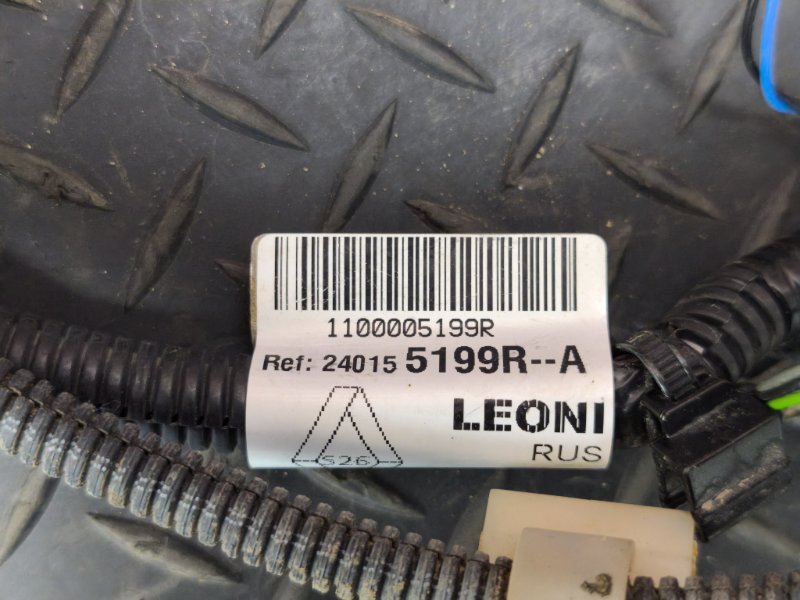 1100005199R
Ref: 24015 5199R--A
LEONI
S26
RUS